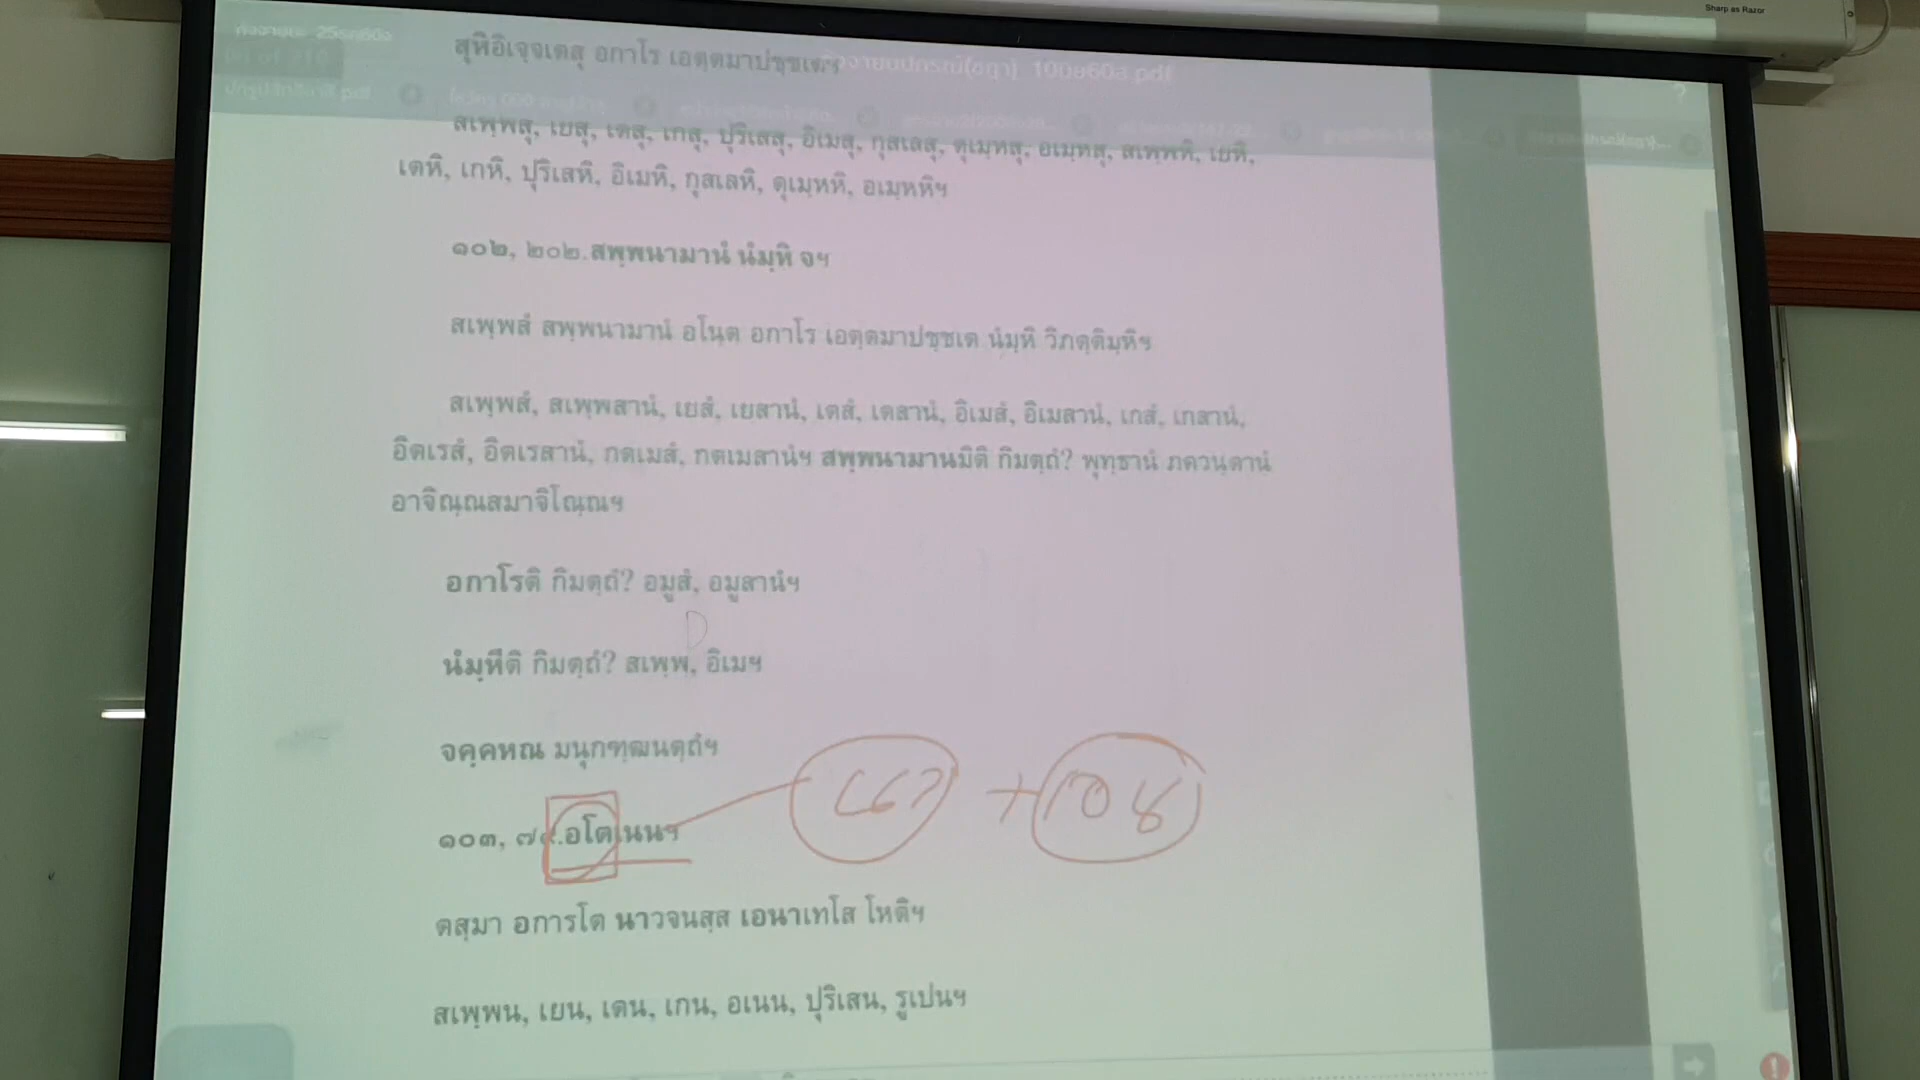 Sharp as Razor
สุหิอิเจฺจเตสุ อกาโร เอตฺตมาปชฺชเตฯ
สเพฺพสุ, เยสุ, เตสุ, เกสุ, ปุริเสสุ, อิเมสุ, กุสเลสุ, ตุเมฺหสุ, อเมฺหสุ, สเพฺพหิ, เยหิ,
เตหิ, เกหิ, ปุริเสหิ, อิเมหิ, กุสเลหิ, ตุเมฺหหิ, อเมฺหหิฯ
๑๐๒, ๒๐๒.สพฺพนามานํ นํมฺหิ จฯ
สเพฺพสํ สพฺพนามานํ อโนฺต อกาโร เอตฺตมาปชฺชเต นํมฺหิ วิภตฺติมฺหิฯ
สเพฺพสํ, สเพฺพสานํ, เยสํ, เยสานํ, เตสํ, เตสานํ, อิเมสํ, อิเมสานํ, เกสํ, เกสานํ,
อิตเรสํ, อิตเรสานํ, กตเมสํ, กตเมสานํฯ สพฺพนามานมิติ กิมตฺถํ? พุทฺธานํ ภควนฺตานํ
อาจิณฺณสมาจิโณฺณฯ
อกาโรติ กิมตฺถํ? อมูสํ, อมูสานํฯ
นํมฺหีติ กิมตฺถํ? สเพฺพ, อิเมฯ
จคฺคหณ มนุกฑฺฒนตฺถํฯ
๑๐๓, ๗๙.อโตเนนฯ
ตสฺมา อการโต นาวจนสฺส เอนาเทโส โหติฯ
สเพฺพน, เยน, เตน, เกน, อเนน, ปุริเสน, รูเปนฯ